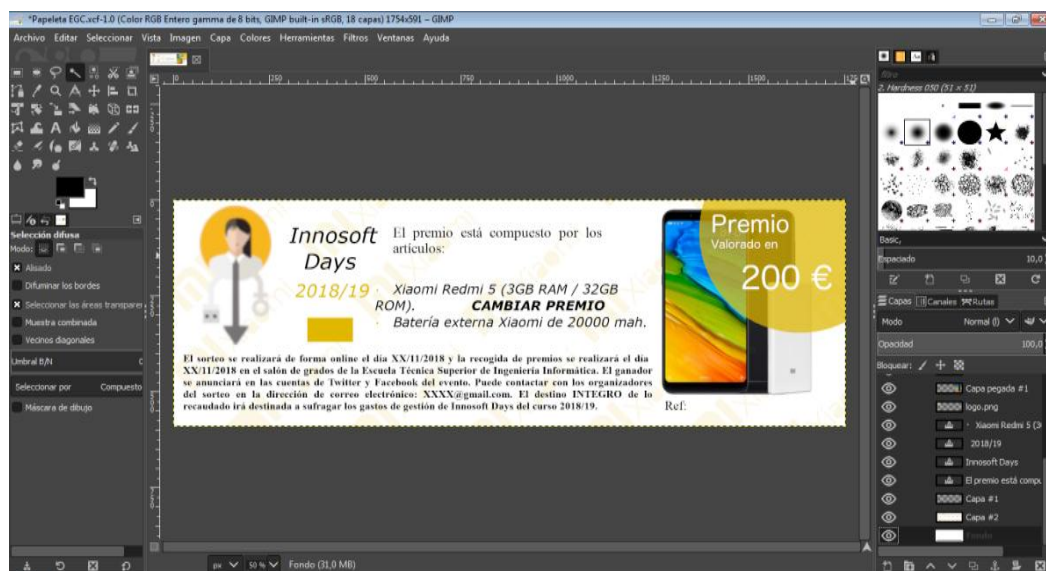 *Papeleta EGC.xcf-1.0 (Color RGB Entero gamma de 8 bits, GIMP built-in sRGB, 18 capas) 1754x591 – GIMP
Archivo Editar Seleccionar Vista Imagen Capa Colores Herramientas Filtros Ventanas Ayuda
Selección difusa
Modo:
Alisado
Difuminar los bordes
Seleccionar las áreas transparen
Muestra combinada
Vecinos diagonales
Umbral B/N
Seleccionar por Compuesto
Máscara de dibujo
0 250 500 750 1000 1250 1500
Innosoft Days
2018/19
El premio está compuesto por los
articulos:
· Xiaomi Redmi 5 (3GB RAM / 32GB
ROM). CAMBIAR PREMIO
· Batería externa Xiaomi de 20000 mah.
Premio
Valorado en
200 €
El sorteo se realizará de forma online el día XX/11/2018 y la recogida de premios se realizará el día
XX/11/2018 en el salón de grados de la Escuela Técnica Superior de Ingeniería Informática. El ganador
se anunciará en las cuentas de Twitter y Facebook del evento. Puede contactar con los organizadores
del sorteo en la dirección de correo electrónico: XXXX@gmail.com. El destino INTEGRO de lo
recaudado irá destinada a sufragar los gastos de gestión de Innosoft Days del curso 2018/19.
Ref:
px 50 % Fondo (31,0 MB)
filtro
2. Hardness 050 (51 × 51)
Basic,
Espaciado 10,0
Capas Canales Rutas
Modo Normal
Opacidad 100,0
Bloquear:
Capa pegada #1
logo.png
· Xiaomi Redmi 5 (3
2018/19
Innosoft Days
El premio está compu
Capa #1
Capa #2
Fondo